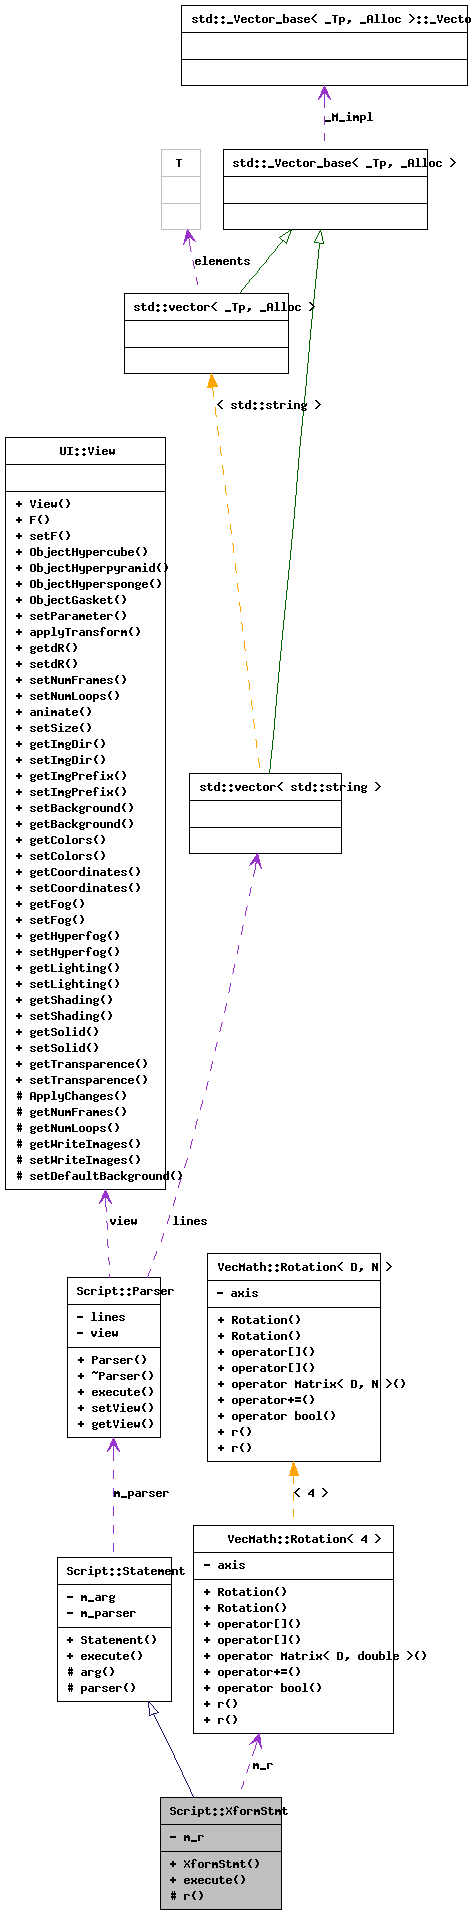 std::_Vector_base< _Tp, _Alloc >::_Vecto
_M_impl
T
std::_Vector_base< _Tp, _Alloc >
elements
std::vector< _Tp, _Alloc >
< std::string >
UI::View
+ View()
+ F()
+ setF()
+ ObjectHypercube()
+ ObjectHyperpyramid()
+ ObjectHypersponge()
+ ObjectGasket()
+ setParameter()
+ applyTransform()
+ getdR()
+ setdR()
+ setNumFrames()
+ setNumLoops()
+ animate()
+ setSize()
+ getImgDir()
+ setImgDir()
+ getImgPrefix()
+ setImgPrefix()
+ setBackground()
+ getBackground()
+ getColors()
+ setColors()
+ getCoordinates()
+ setCoordinates()
+ getFog()
+ setFog()
+ getHyperfog()
+ setHyperfog()
+ getLighting()
+ setLighting()
+ getShading()
+ setShading()
+ getSolid()
+ setSolid()
+ getTransparence()
+ setTransparence()
# ApplyChanges()
# getNumFrames()
# getNumLoops()
# getWriteImages()
# setWriteImages()
# setDefaultBackground()
std::vector< std::string >
view
lines
Script::Parser
- lines
- view
+ Parser()
+ ~Parser()
+ execute()
+ setView()
+ getView()
VecMath::Rotation< D, N >
- axis
+ Rotation()
+ Rotation()
+ operator[]()
+ operator[]()
+ operator Matrix< D, N >()
+ operator+=()
+ operator bool()
+ r()
+ r()
m_parser
< 4 >
Script::Statement
- m_arg
- m_parser
+ Statement()
+ execute()
# arg()
# parser()
VecMath::Rotation< 4 >
- axis
+ Rotation()
+ Rotation()
+ operator[]()
+ operator[]()
+ operator Matrix< D, double >()
+ operator+=()
+ operator bool()
+ r()
+ r()
m_r
Script::XformStmt
- m_r
+ XformStmt()
+ execute()
# r()